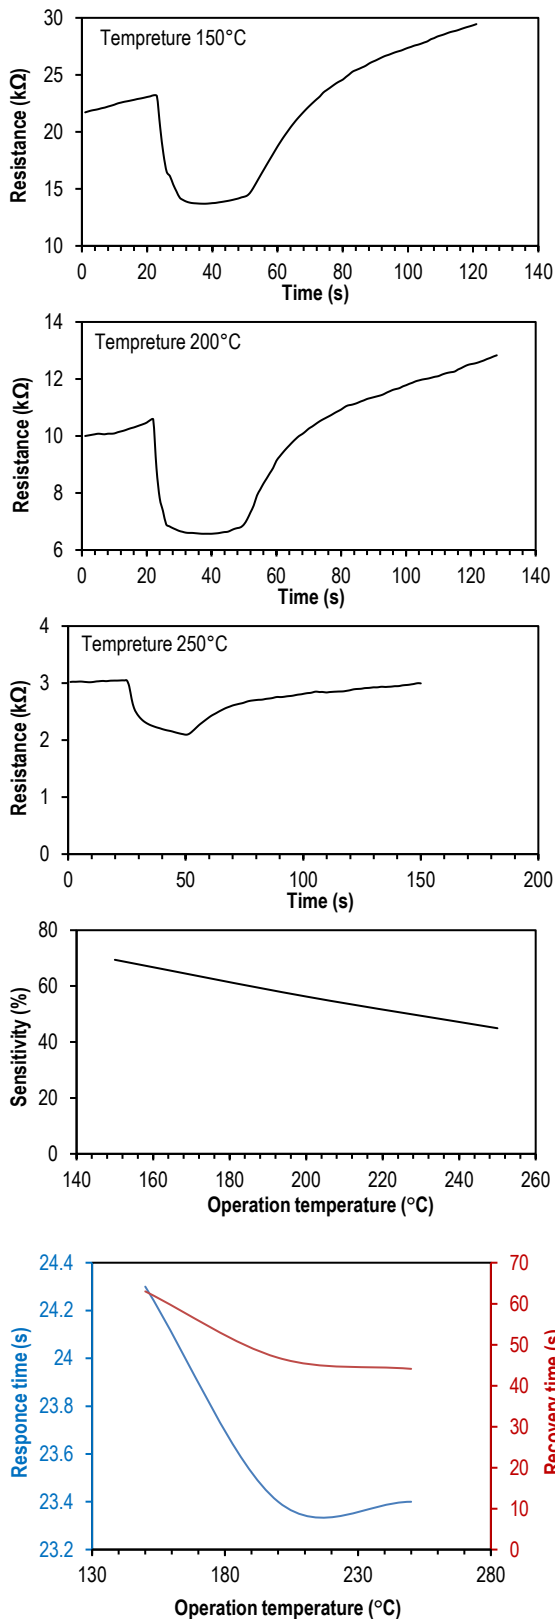 Tempreture 150°C
Resistance (kΩ)
30
25
20
15
10
0 20 40 60 80 100 120 140
Time (s)
Tempreture 200°C
Resistance (kΩ)
14
12
10
8
6
0 20 40 60 80 100 120 140
Time (s)
Tempreture 250°C
Resistance (kΩ)
4
3
2
1
0
0 50 100 150 200
Time (s)
Sensitivity (%)
80
60
40
20
0
140 160 180 200 220 240 260
Operation temperature (°C)
Responce time (s)
24.4
24.2
24
23.8
23.6
23.4
23.2
70
60
50
40
30
20
10
0
Recovery time (s)
130 180 230 280
Operation temperature (°C)